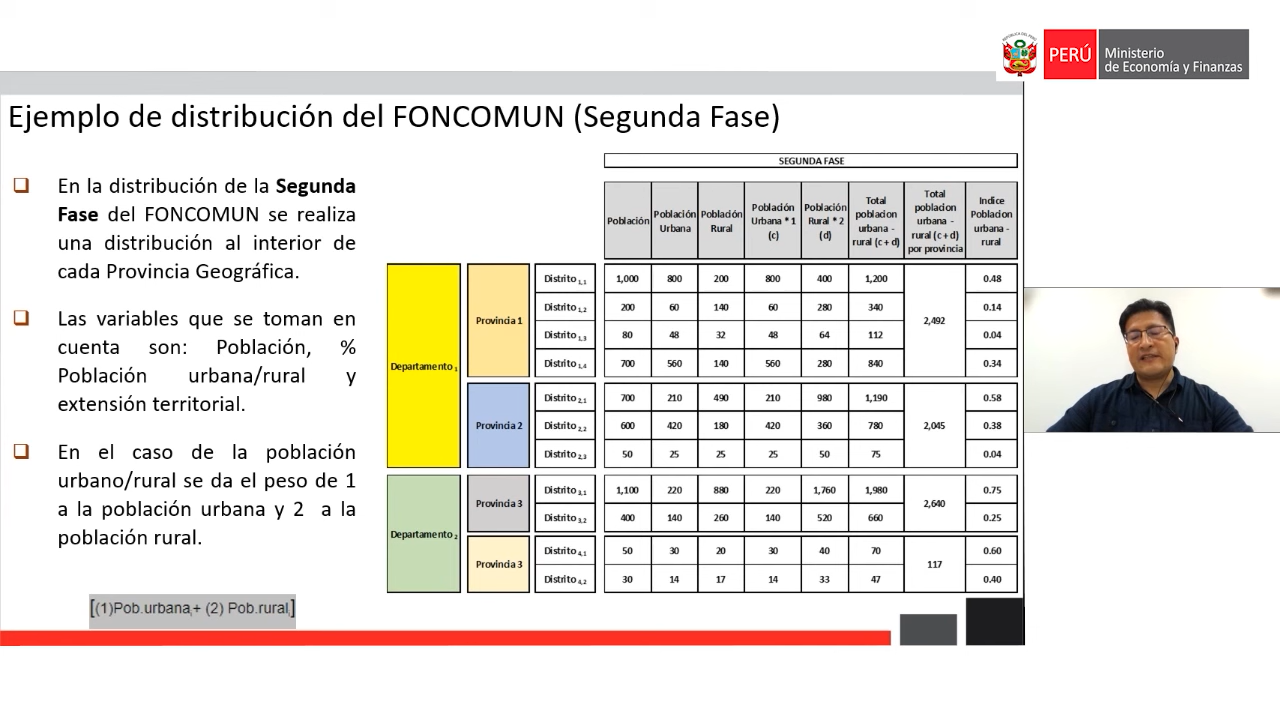 PERÚ
Ministerio
de Economía y Finanzas
Ejemplo de distribución del FONCOMUN (Segunda Fase)
En la distribución de la Segunda
Fase del FONCOMUN se realiza
una distribución al interior de
cada Provincia Geográfica.
Las variables que se toman en
cuenta son: Población, %
Población urbana/rural y
extensión territorial.
En el caso de la población
urbano/rural se da el peso de 1
a la población urbana y 2 a la
población rural.
[(1)Pob.urbana,+ (2) Pob.rural,]
SEGUNDA FASE
Población
Población Urbana
Población Rural
Población Urbana * 1 (c)
Población Rural * 2 (d)
Total poblacion urbana - rural (c + d)
Total poblacion urbana - rural (c + d) por provincia
Indice Poblacion urbana - rural
Departamento 1
Provincia 1
Distrito 1,1 1,000 800 200 800 400 1,200 0.48
Distrito 1,2 200 60 140 60 280 340 0.14
2,492
Distrito 1,3 80 48 32 48 64 112 0.04
Distrito 1,4 700 560 140 560 280 840 0.34
Provincia 2
Distrito 2,1 700 210 490 210 980 1,190 0.58
Distrito 2,2 600 420 180 420 360 780 2,045 0.38
Distrito 2,3 50 25 25 25 50 75 0.04
Departamento 2
Provincia 3
Distrito 3,1 1,100 220 880 220 1,760 1,980 0.75
2,640
Distrito 3,2 400 140 260 140 520 660 0.25
Provincia 3
Distrito 4,1 50 30 20 30 40 70 0.60
117
Distrito 4,2 30 14 17 14 33 47 0.40